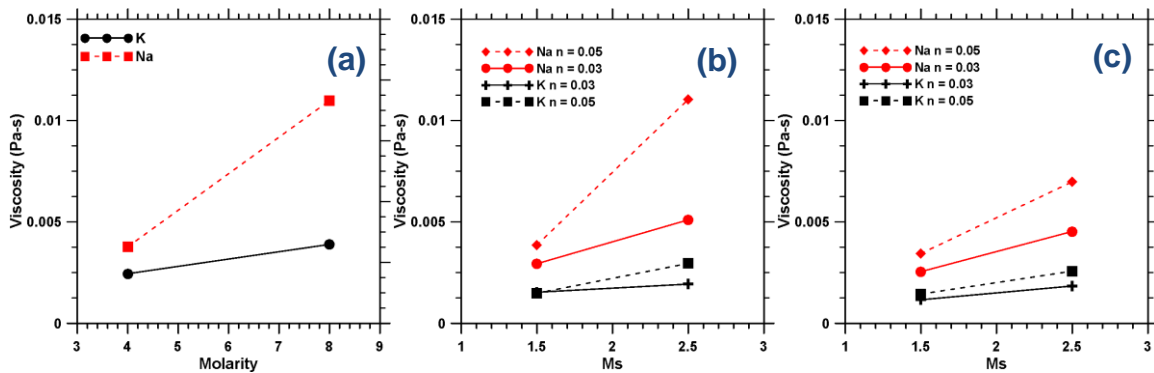 0.015
0.01
0.005
0
Viscosity (Pa-s)
K
Na
(a)
3 4 5 6 7 8 9
Molarity
0.015
0.01
0.005
0
Viscosity (Pa-s)
Na n = 0.05
Na n = 0.03
K n = 0.03
K n = 0.05
(b)
1 1.5 2 2.5 3
Ms
0.015
0.01
0.005
0
Viscosity (Pa-s)
Na n = 0.05
Na n = 0.03
K n = 0.03
K n = 0.05
(c)
1 1.5 2 2.5 3
Ms